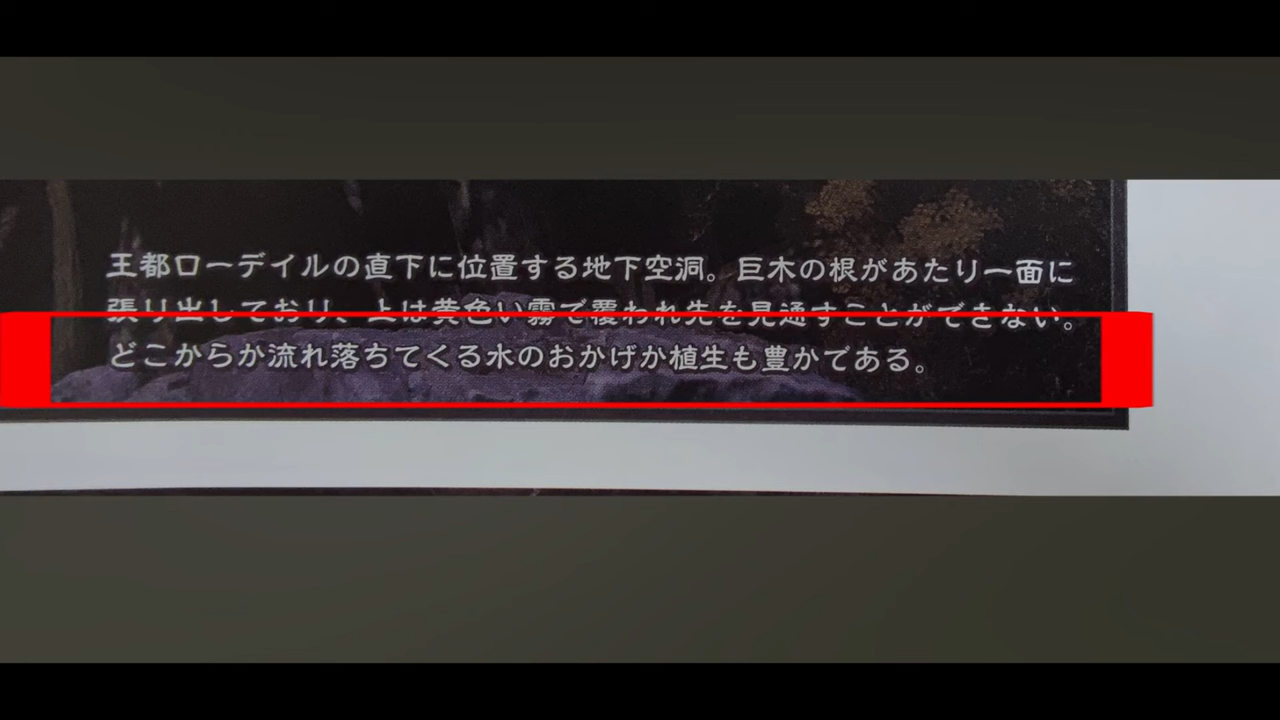 王都ローデイルの直下に位置する地下空洞。巨木の根があたり一面に
張り出しており、上は黄色い霧で覆われ先を見通すことができない。
どこからか流れ落ちてくる水のおかげか植生も豊かである。